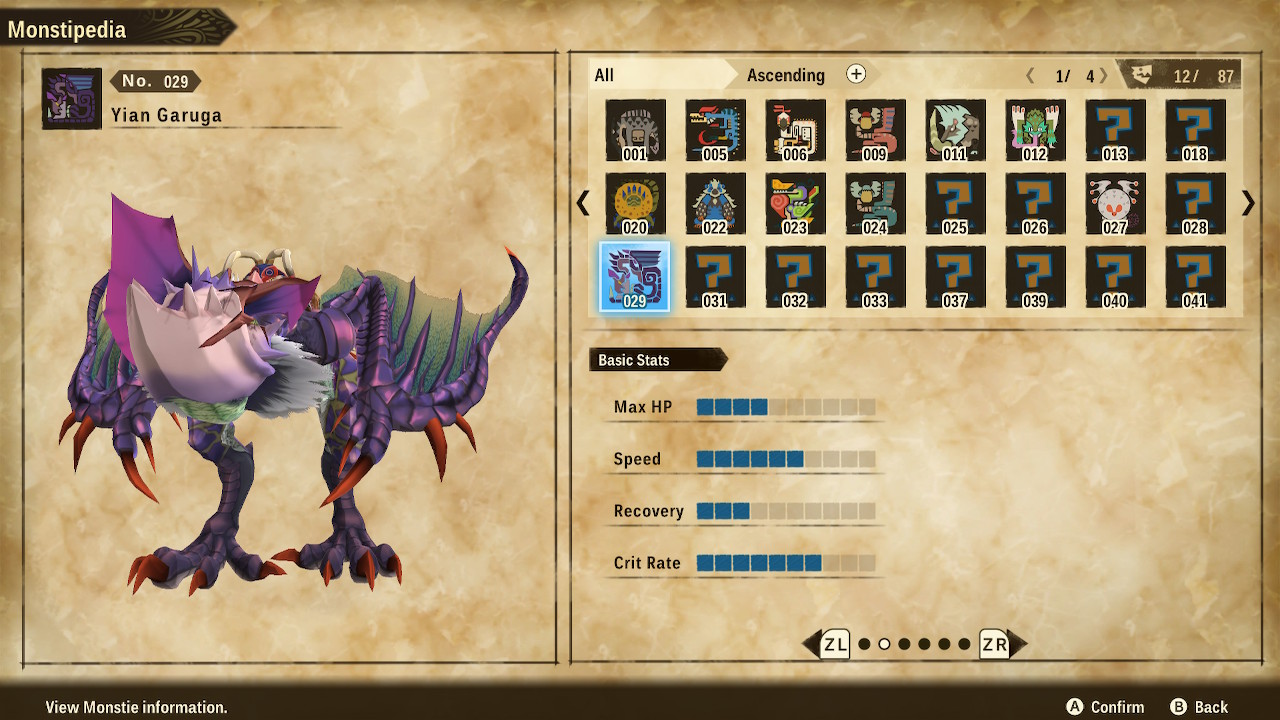 Monstipedia
No. 029
Yian Garuga
All Ascending + 1/ 4 12/ 87
001 005 006 009 011 012 013 018
020 022 023 024 025 026 027 028
029 031 032 033 037 039 040 041
Basic Stats
Max HP
Speed
Recovery
Crit Rate
ZL ZR
View Monstie information.
A Confirm B Back